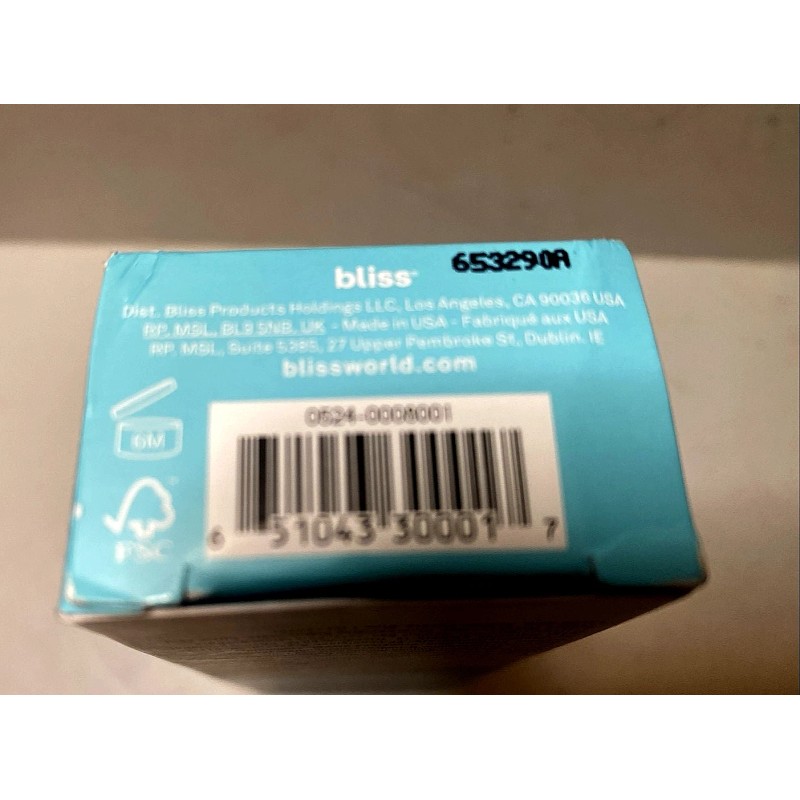 bliss™
653290A
Dist. Bliss Products Holdings LLC, Los Angeles, CA 90036 USA
RP, MSL, BL9 5NB, UK - Made in USA - Fabriqué aux USA
RP, MSL, Suite 5385, 27 Upper Pembroke St, Dublin, IE
blissworld.com
0524-0008001
6M
FSC
6 51043 30001 7